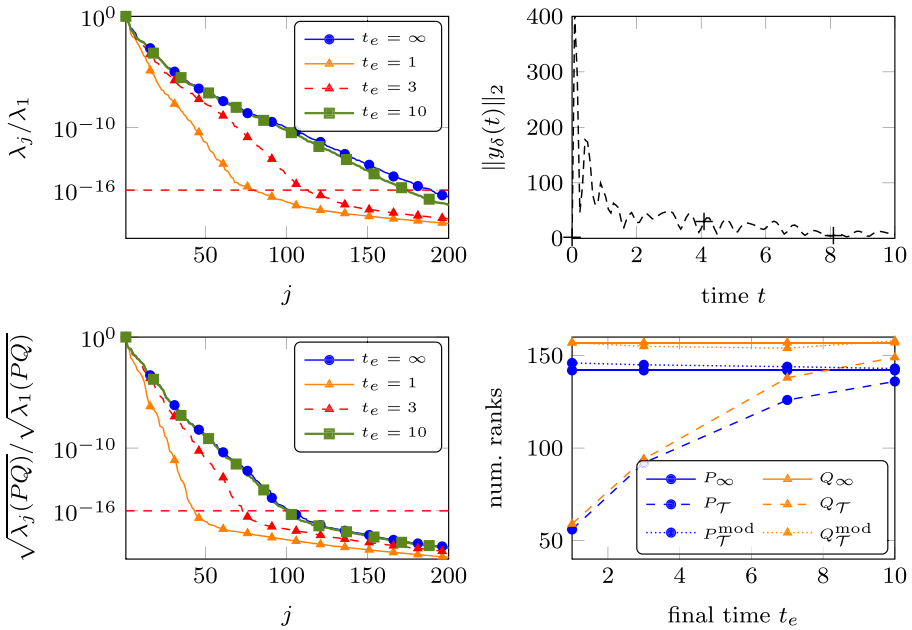 10^0
10^{-10}
10^{-16}
50
100
150
200
j
λ_j/λ_1
t_e = ∞
t_e = 1
t_e = 3
t_e = 10
400
300
200
100
0
0
2
4
6
8
10
time t
‖y_δ(t)‖_2
10^0
10^{-10}
10^{-16}
50
100
150
200
j
√λ_j(PQ)/√λ_1(PQ)
t_e = ∞
t_e = 1
t_e = 3
t_e = 10
150
100
50
2
4
6
8
10
final time t_e
num. ranks
P_∞ Q_∞
P_𝒯 Q_𝒯
P_𝒯^mod Q_𝒯^mod